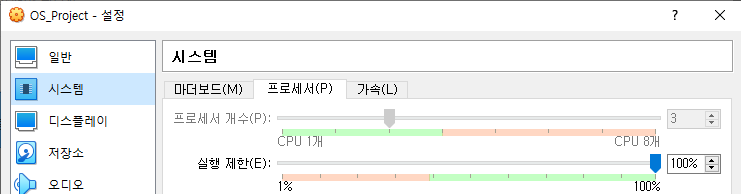 OS_Project - 설정
일반
시스템
디스플레이
저장소
오디오
시스템
마더보드(M) 프로세서(P) 가속(L)
프로세서 개수(P): 3
CPU 1개 CPU 8개
실행 제한(E): 100%
1% 100%